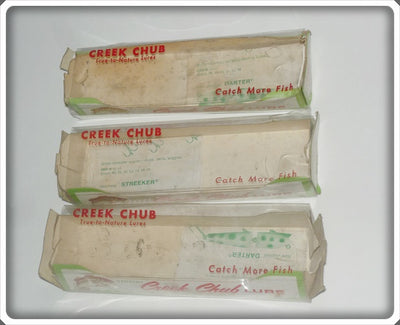 CREEK CHUB
True-to-Nature Lures
DARTER
Catch More Fish
CREEK CHUB
True-to-Nature Lures
STREEKER
Catch More Fish
CREEK CHUB
True-to-Nature Lures
DARTER
Catch More Fish
Creek Chub LURE